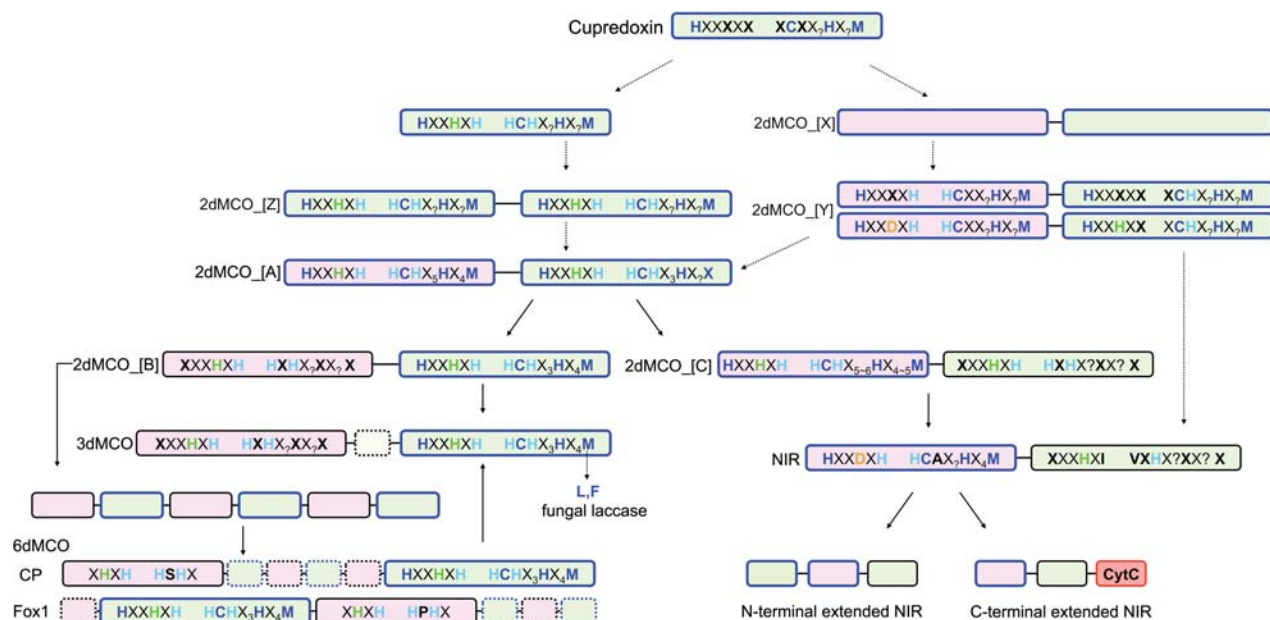 Cupredoxin HXXXXX XCXX?HX?M
HXXHXH HCHX?HX?M
2dMCO_[X]
2dMCO_[Z] HXXHXH HCHX?HX?M HXXHXH HCHX?HX?M
2dMCO_[Y] HXXXXH HCXX?HX?M HXXXXX XCHX?HX?M
HXXDXH HCXX?HX?M HXXHXX XCHX?HX?M
2dMCO_[A] HXXHXH HCHX5HX4M HXXHXH HCHX3HX?X
2dMCO_[B] XXXHXH HXHX?XX?X HXXHXH HCHX3HX4M
2dMCO_[C] HXXHXH HCHX5~6HX4~5M XXXHXH HXHX?XX? X
3dMCO XXXHXH HXHX?XX?X HXXHXH HCHX3HX4M
NIR HXXDXH HCAX?HX4M XXXHXI VXHX?XX? X
L,F
fungal laccase
6dMCO
CP XHXH HSHX HXXHXH HCHX3HX4M
CytC
Fox1 HXXHXH HCHX3HX4M XHXH HPHX
N-terminal extended NIR C-terminal extended NIR